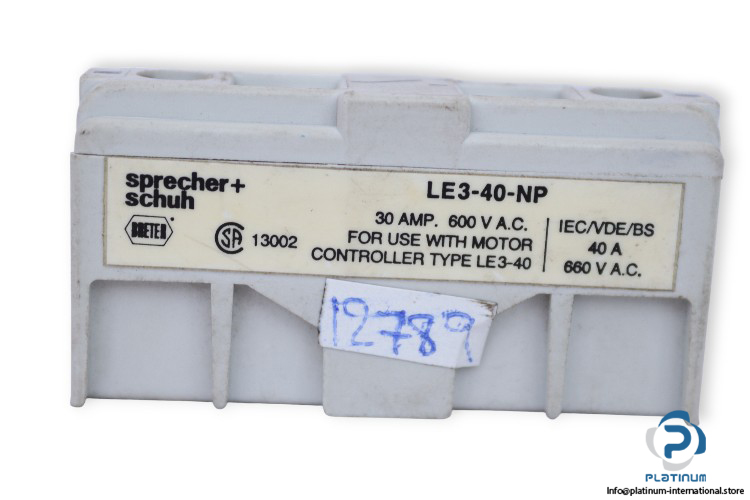 sprecher+
schuh
SA 13002
LE3-40-NP
30 AMP. 600 V A.C.
FOR USE WITH MOTOR
CONTROLLER TYPE LE3-40
IEC/VDE/BS
40 A
660 V A.C.
12789
PLATINUM
Info@platinum-international.store